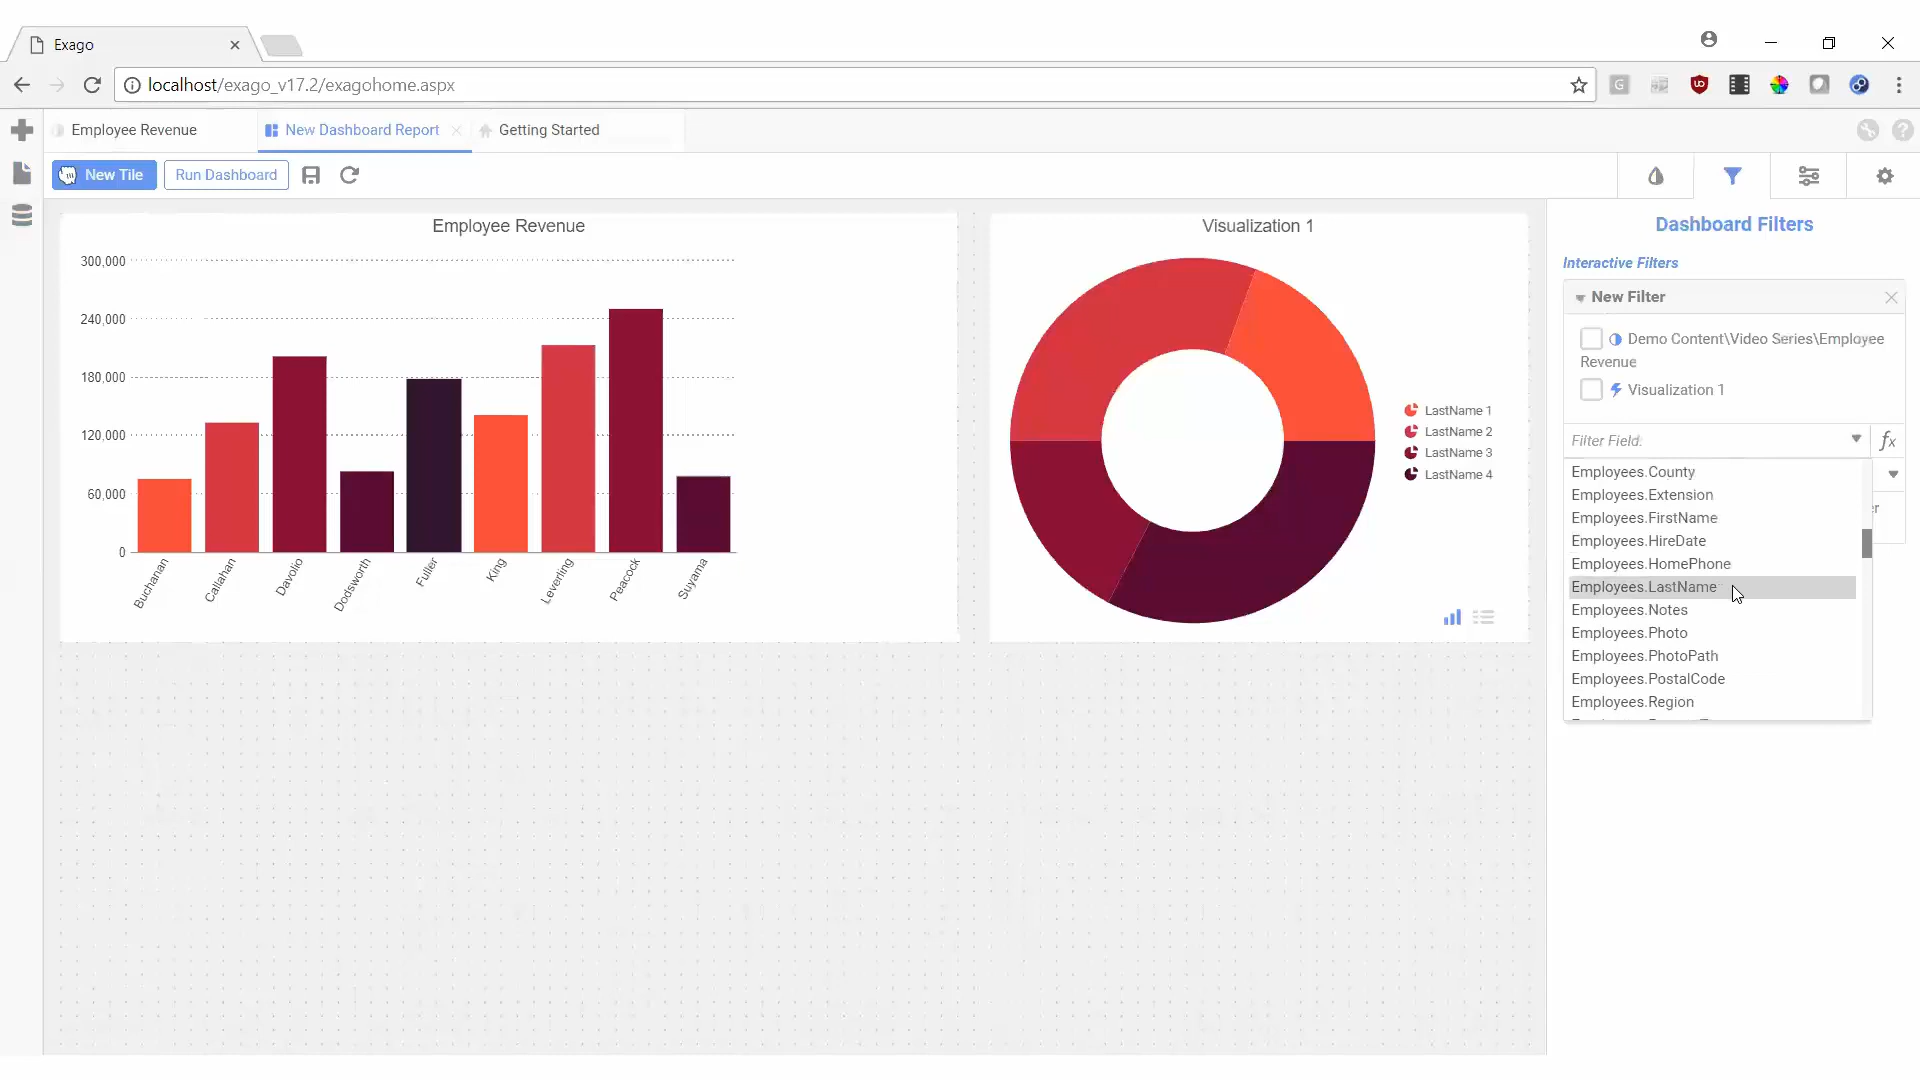 Exago
localhost/exago_v17.2/exagohome.aspx
Employee Revenue
New Dashboard Report
Getting Started
New Tile
Run Dashboard
Employee Revenue
300,000
240,000
180,000
120,000
60,000
0
Buchanan
Callahan
Davolio
Dodsworth
Fuller
King
Leverling
Peacock
Suyama
Visualization 1
LastName 1
LastName 2
LastName 3
LastName 4
Dashboard Filters
Interactive Filters
New Filter
Demo Content\Video Series\Employee
Revenue
Visualization 1
Filter Field:
fx
Employees.County
Employees.Extension
Employees.FirstName
Employees.HireDate
Employees.HomePhone
Employees.LastName
Employees.Notes
Employees.Photo
Employees.PhotoPath
Employees.PostalCode
Employees.Region